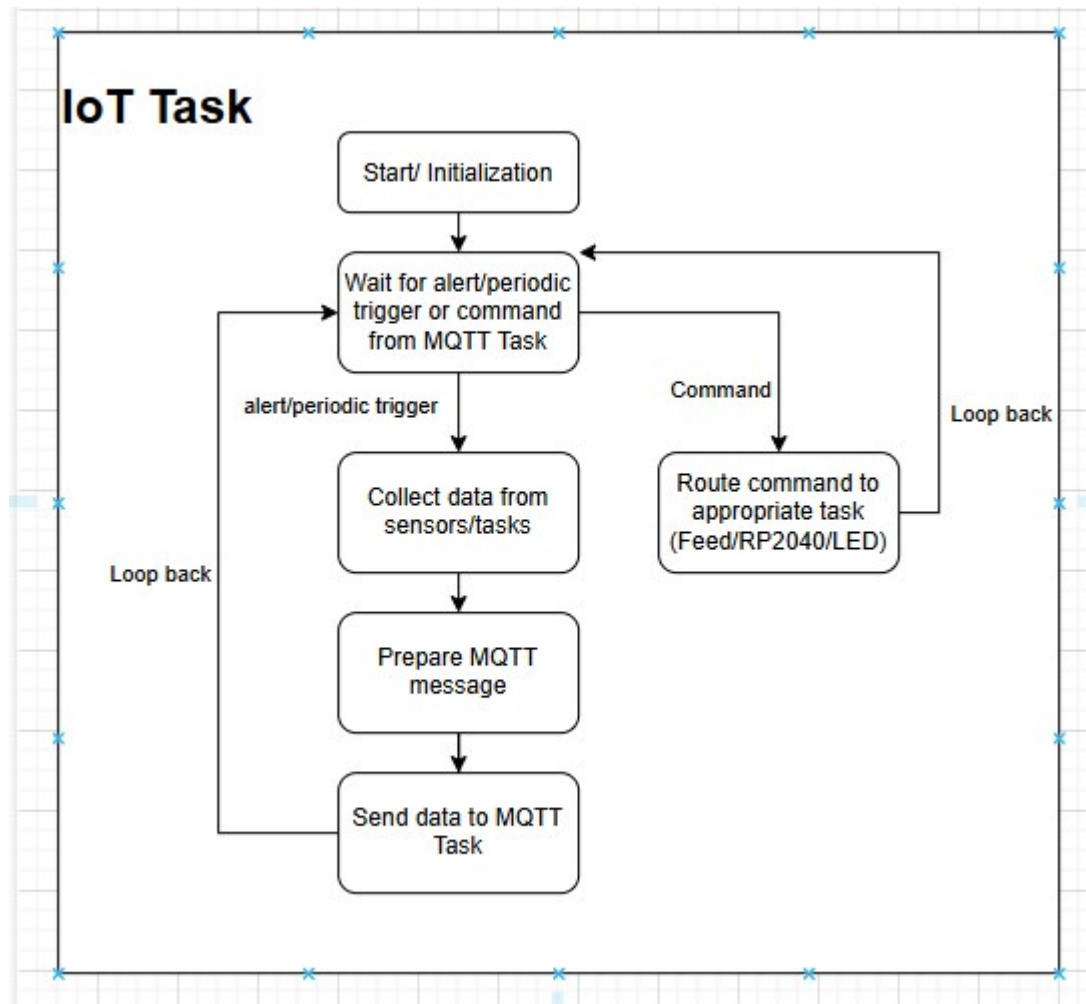 IoT Task
Start/ Initialization
Wait for alert/periodic
trigger or command
from MQTT Task
alert/periodic trigger
Command
Loop back
Collect data from
sensors/tasks
Route command to
appropriate task
(Feed/RP2040/LED)
Loop back
Prepare MQTT
message
Send data to MQTT
Task